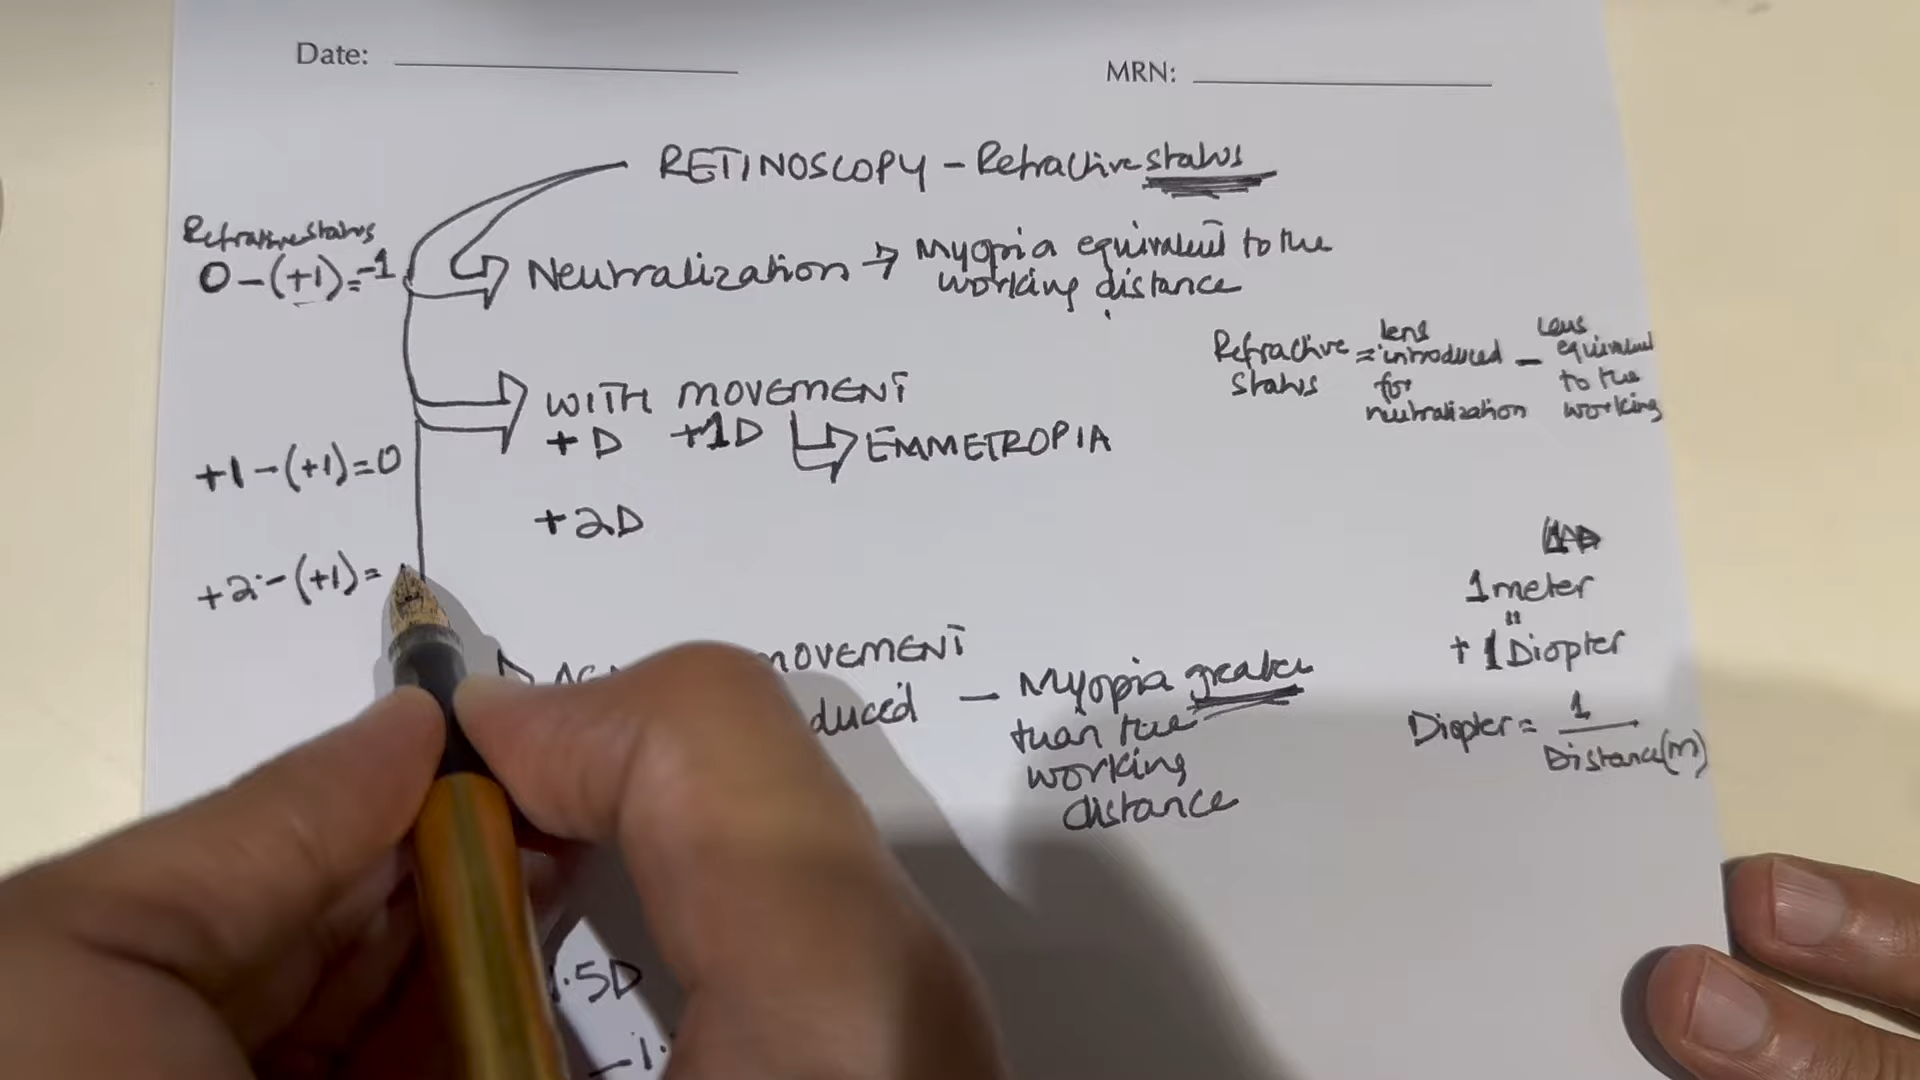 Date:
MRN:
RETINOSCOPY - Refractive status
Refractive status
0 - (+1) = -1
Neutralization → Myopia equivalent to the
working distance
Refractive status = lens introduced for neutralization - Lens equivalent to the working
WITH MOVEMENT
+ D +1D EMMETROPIA
+1 - (+1) = 0
+2D
+2 - (+1) =
1 meter
"
+ 1 Diopter
Diopter = 1 / Distance(m)
MOVEMENT
duced - Myopia greater
than the
working
distance
1.5D
-1.